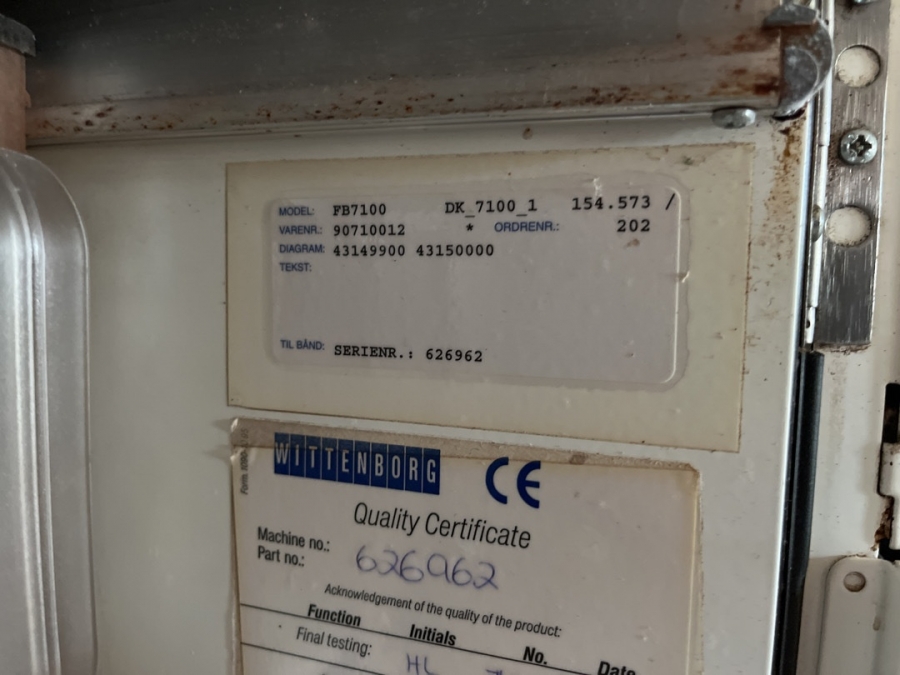 MODEL: FB7100 DK_7100_1 154.573 /
VARENR.: 90710012 * ORDRENR.: 202
DIAGRAM: 43149900 43150000
TEKST:
TIL BÅND: SERIENR.: 626962
WITTENBORG CE
Quality Certificate
Machine no.:
Part no.: 626962
Acknowledgement of the quality of the product:
Function Initials No. Date
Final testing: HL